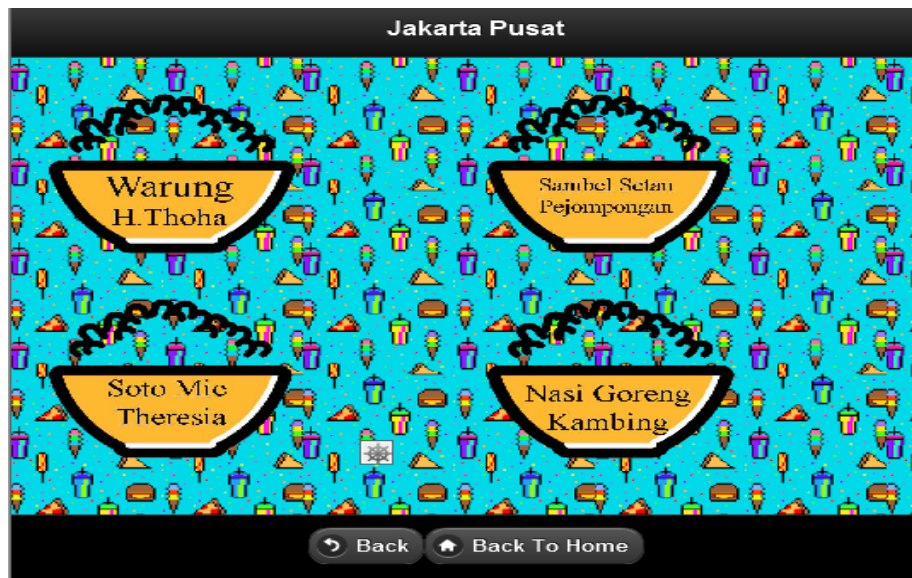 Jakarta Pusat
Warung
H.Thoha
Sambel Setan
Pejompongan
Soto Mie
Theresia
Nasi Goreng
Kambing
Back
Back To Home